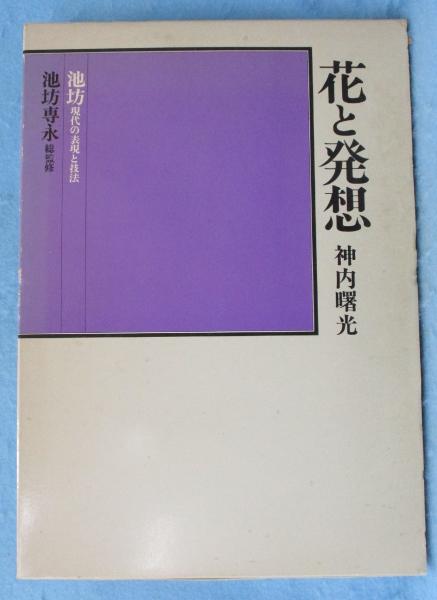 花と発想
神内曙光
池坊 現代の表現と技法
池坊専永 総監修